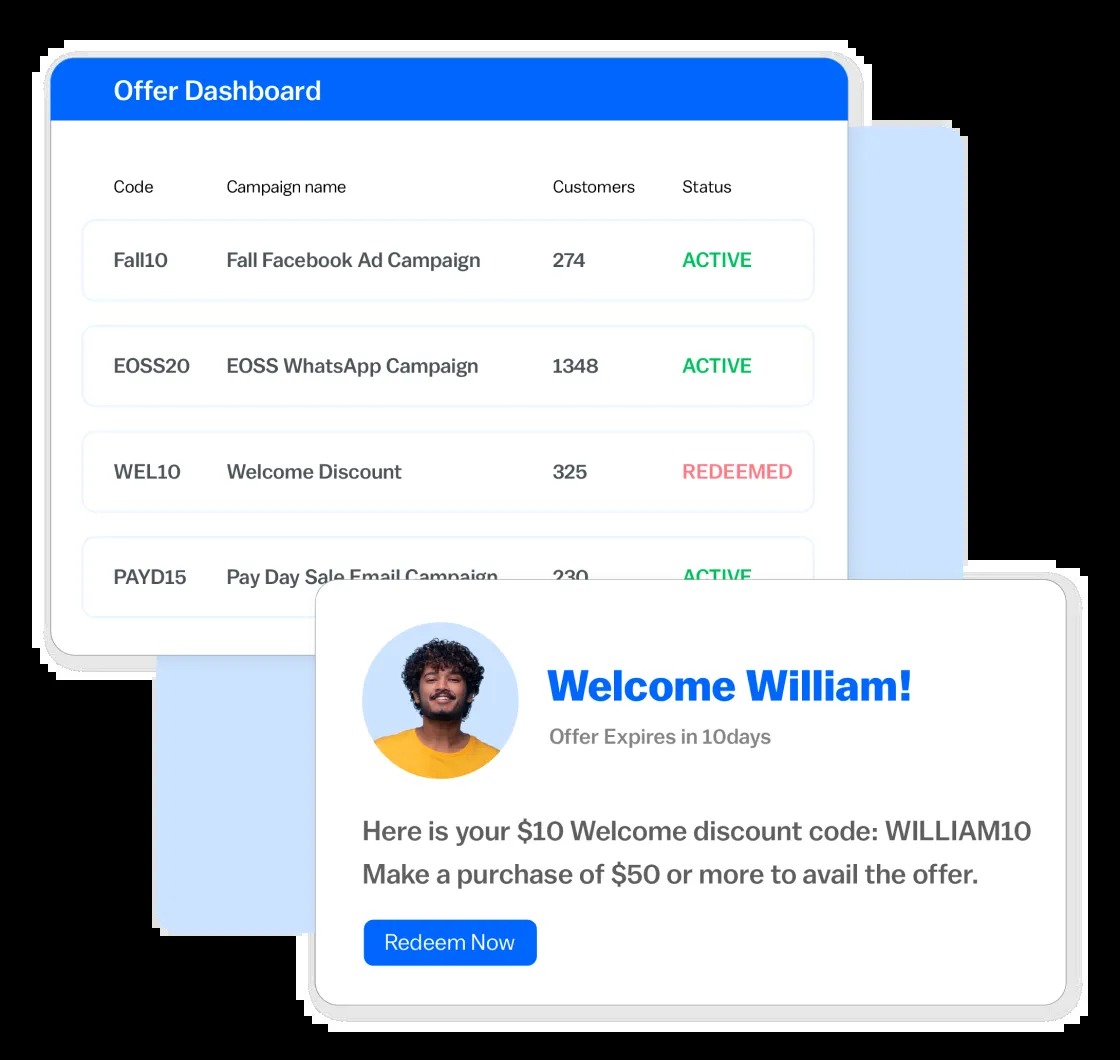 Offer Dashboard
Code Campaign name Customers Status
Fall10 Fall Facebook Ad Campaign 274 ACTIVE
EOSS20 EOSS WhatsApp Campaign 1348 ACTIVE
WEL10 Welcome Discount 325 REDEEMED
PAYD15 Pay Day Sale Email Campaign 230 ACTIVE
Welcome William!
Offer Expires in 10days
Here is your $10 Welcome discount code: WILLIAM10
Make a purchase of $50 or more to avail the offer.
Redeem Now